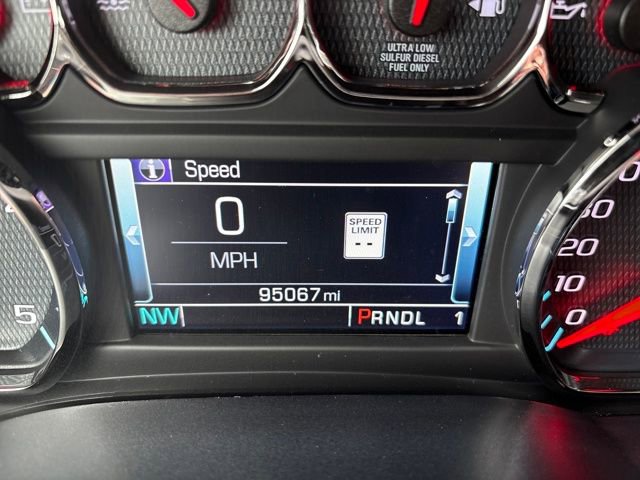 ULTRA LOW
SULFUR DIESEL
FUEL ONLY
i Speed
0
MPH
SPEED
LIMIT
--
95067 mi
NW
PRNDL 1
5
30
20
10
0